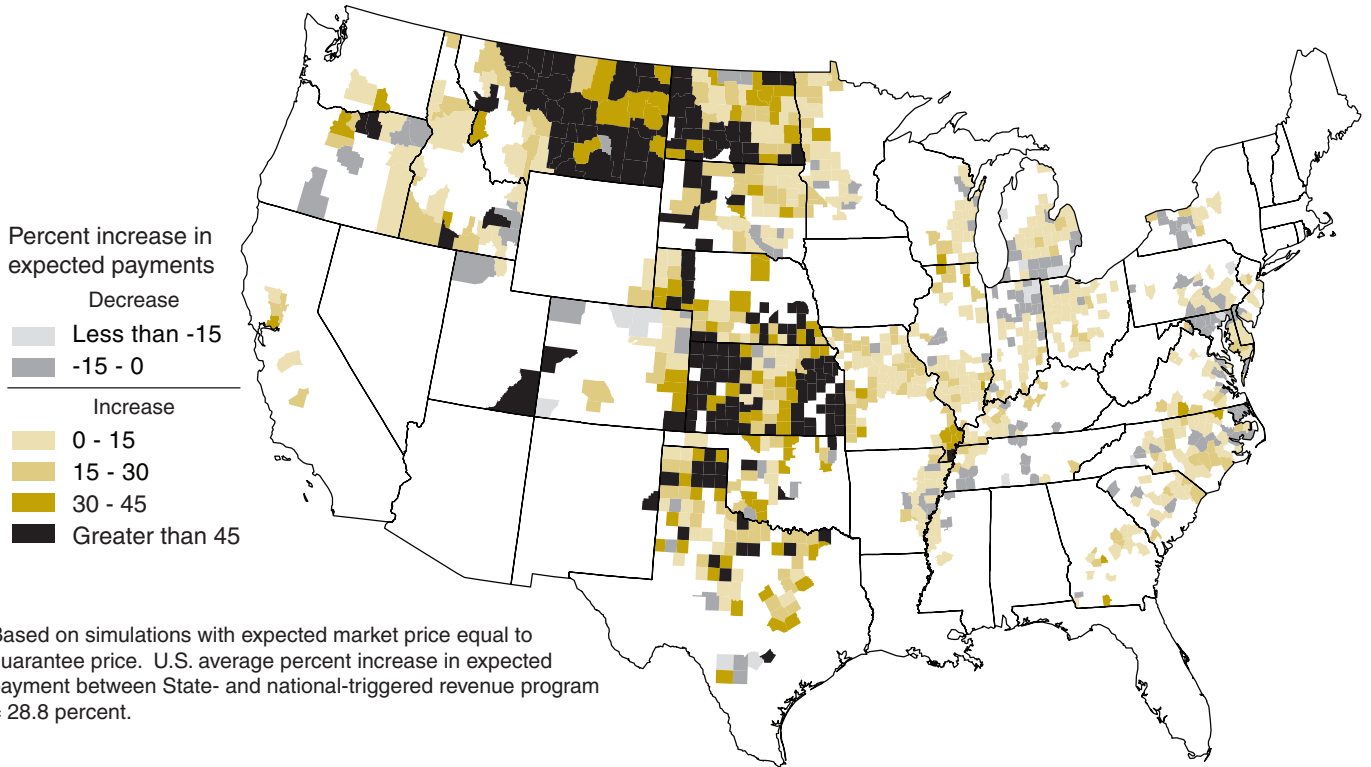 Percent increase in
expected payments
Decrease
Less than -15
-15 - 0
Increase
0 - 15
15 - 30
30 - 45
Greater than 45
Based on simulations with expected market price equal to
guarantee price. U.S. average percent increase in expected
payment between State- and national-triggered revenue program
= 28.8 percent.